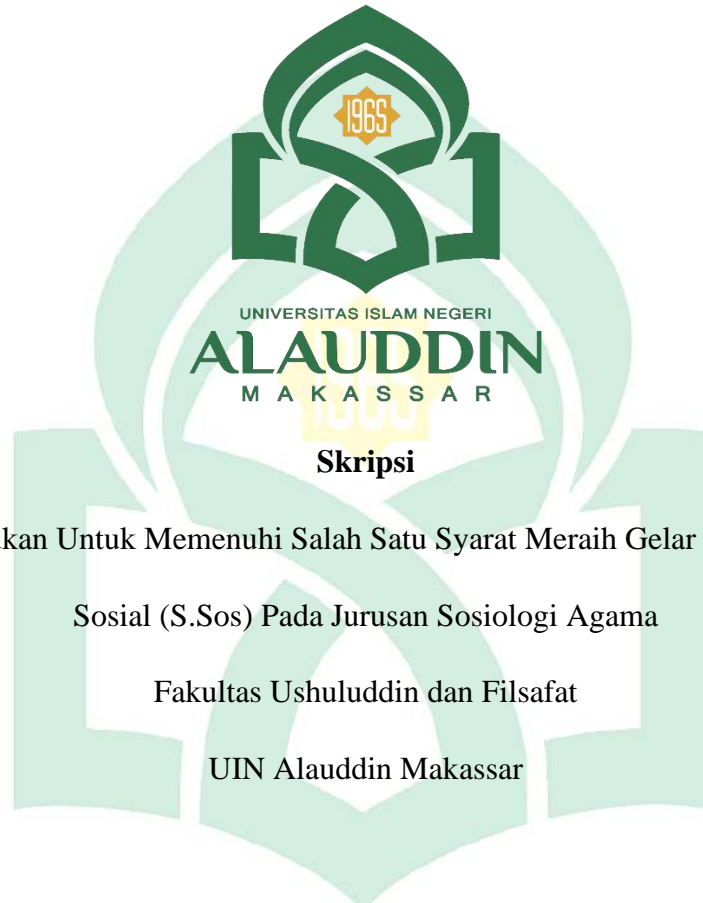 1965
UNIVERSITAS ISLAM NEGERI
ALAUDDIN
MAKASSAR
Skripsi
kan Untuk Memenuhi Salah Satu Syarat Meraih Gelar
Sosial (S.Sos) Pada Jurusan Sosiologi Agama
Fakultas Ushuluddin dan Filsafat
UIN Alauddin Makassar